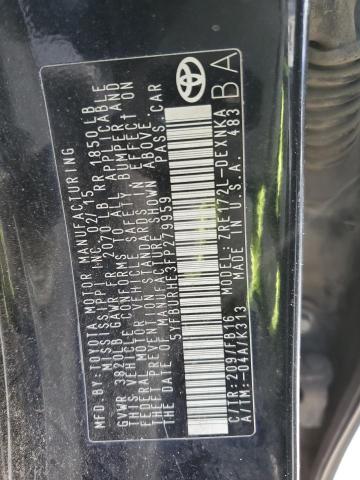 MFD. BY: TOYOTA MOTOR MANUFACTURING
MISSISSIPPI, INC. 02/15
GVWR 3820LB GAWR FR 2070LB RR 1850LB
THIS VEHICLE CONFORMS TO ALL APPLICABLE
FEDERAL MOTOR VEHICLE SAFETY, BUMPER, AND
THEFT PREVENTION STANDARDS IN EFFECT ON
THE DATE OF MANUFACTURE SHOWN ABOVE.
5YFBURHE3FP279959 PASS. CAR
C/TR:209/FB16 ZRE172L-DEXNKA
A/TM:-04A/K313 MADE IN U.S.A. 483
BA
TOYOTA